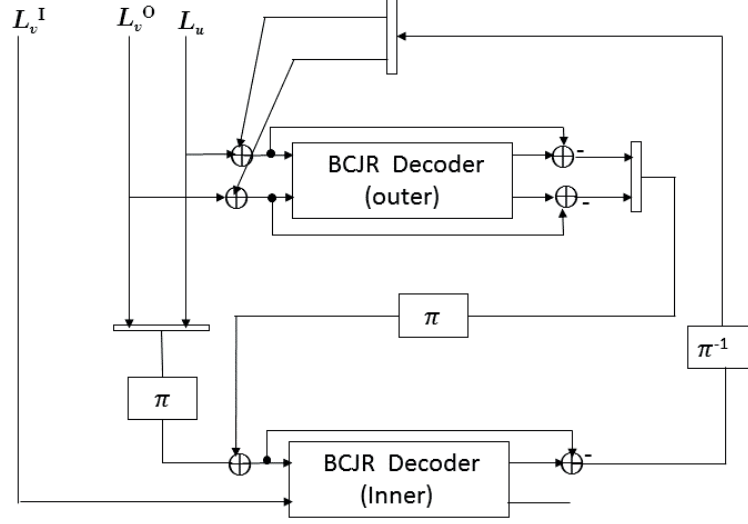 L_v^I L_v^O L_u
BCJR Decoder
(outer)
-
-
π
π⁻¹
π
BCJR Decoder
(Inner)
-